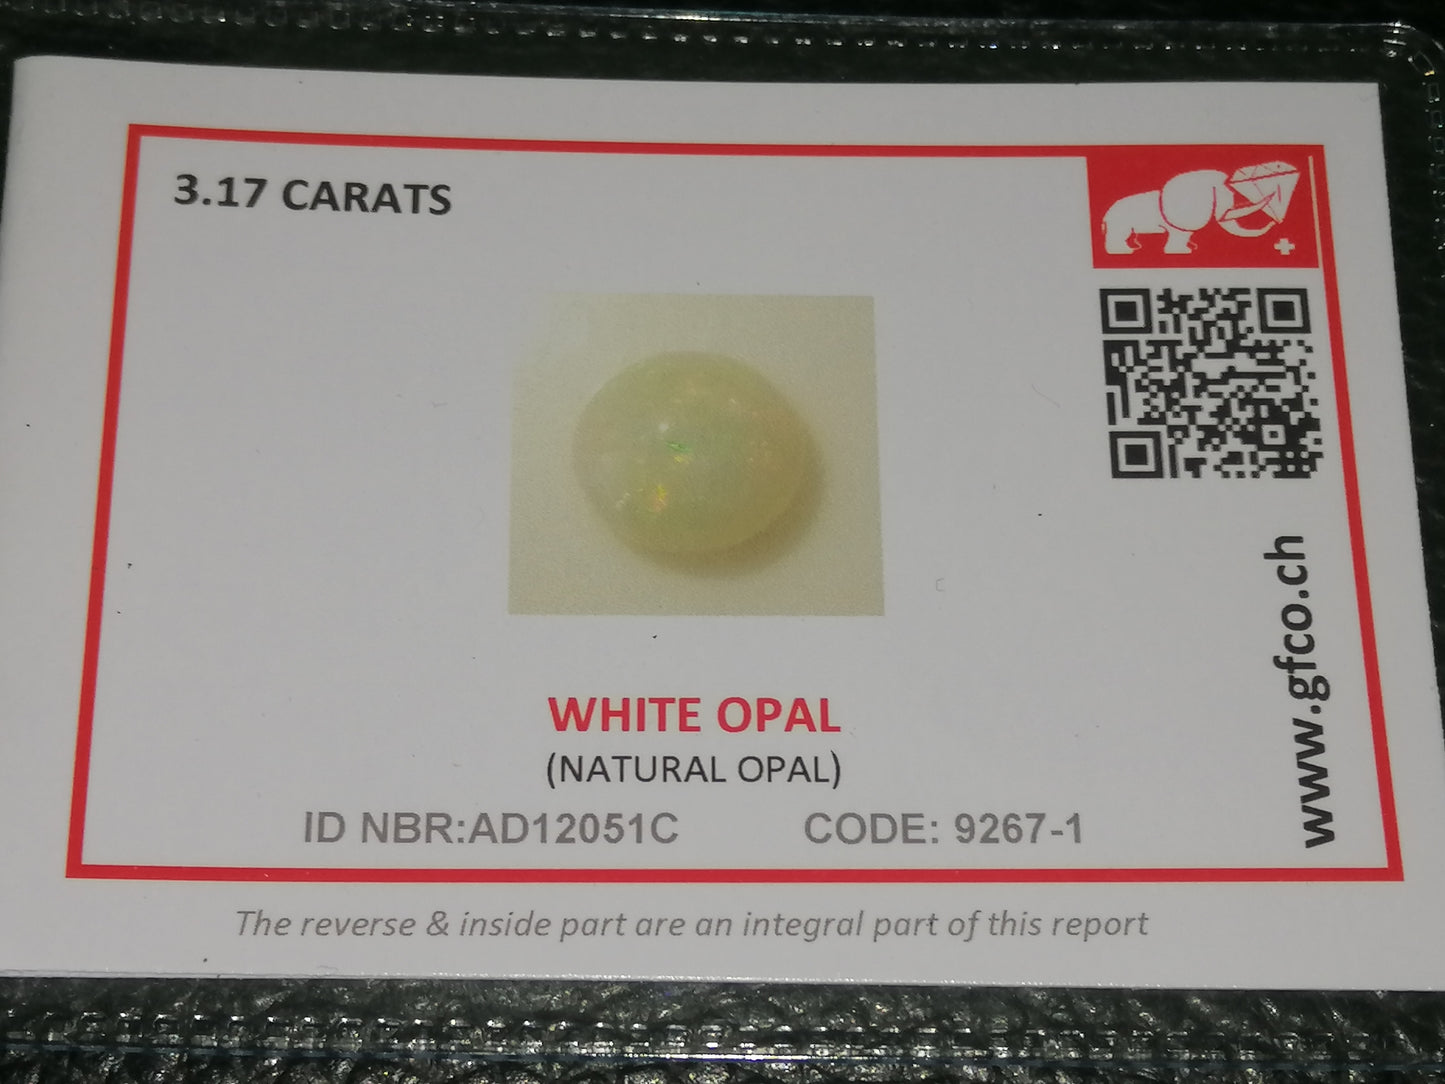 3.17 CARATS
www.gfco.ch
WHITE OPAL
(NATURAL OPAL)
ID NBR:AD12051C CODE: 9267-1
The reverse & inside part are an integral part of this report